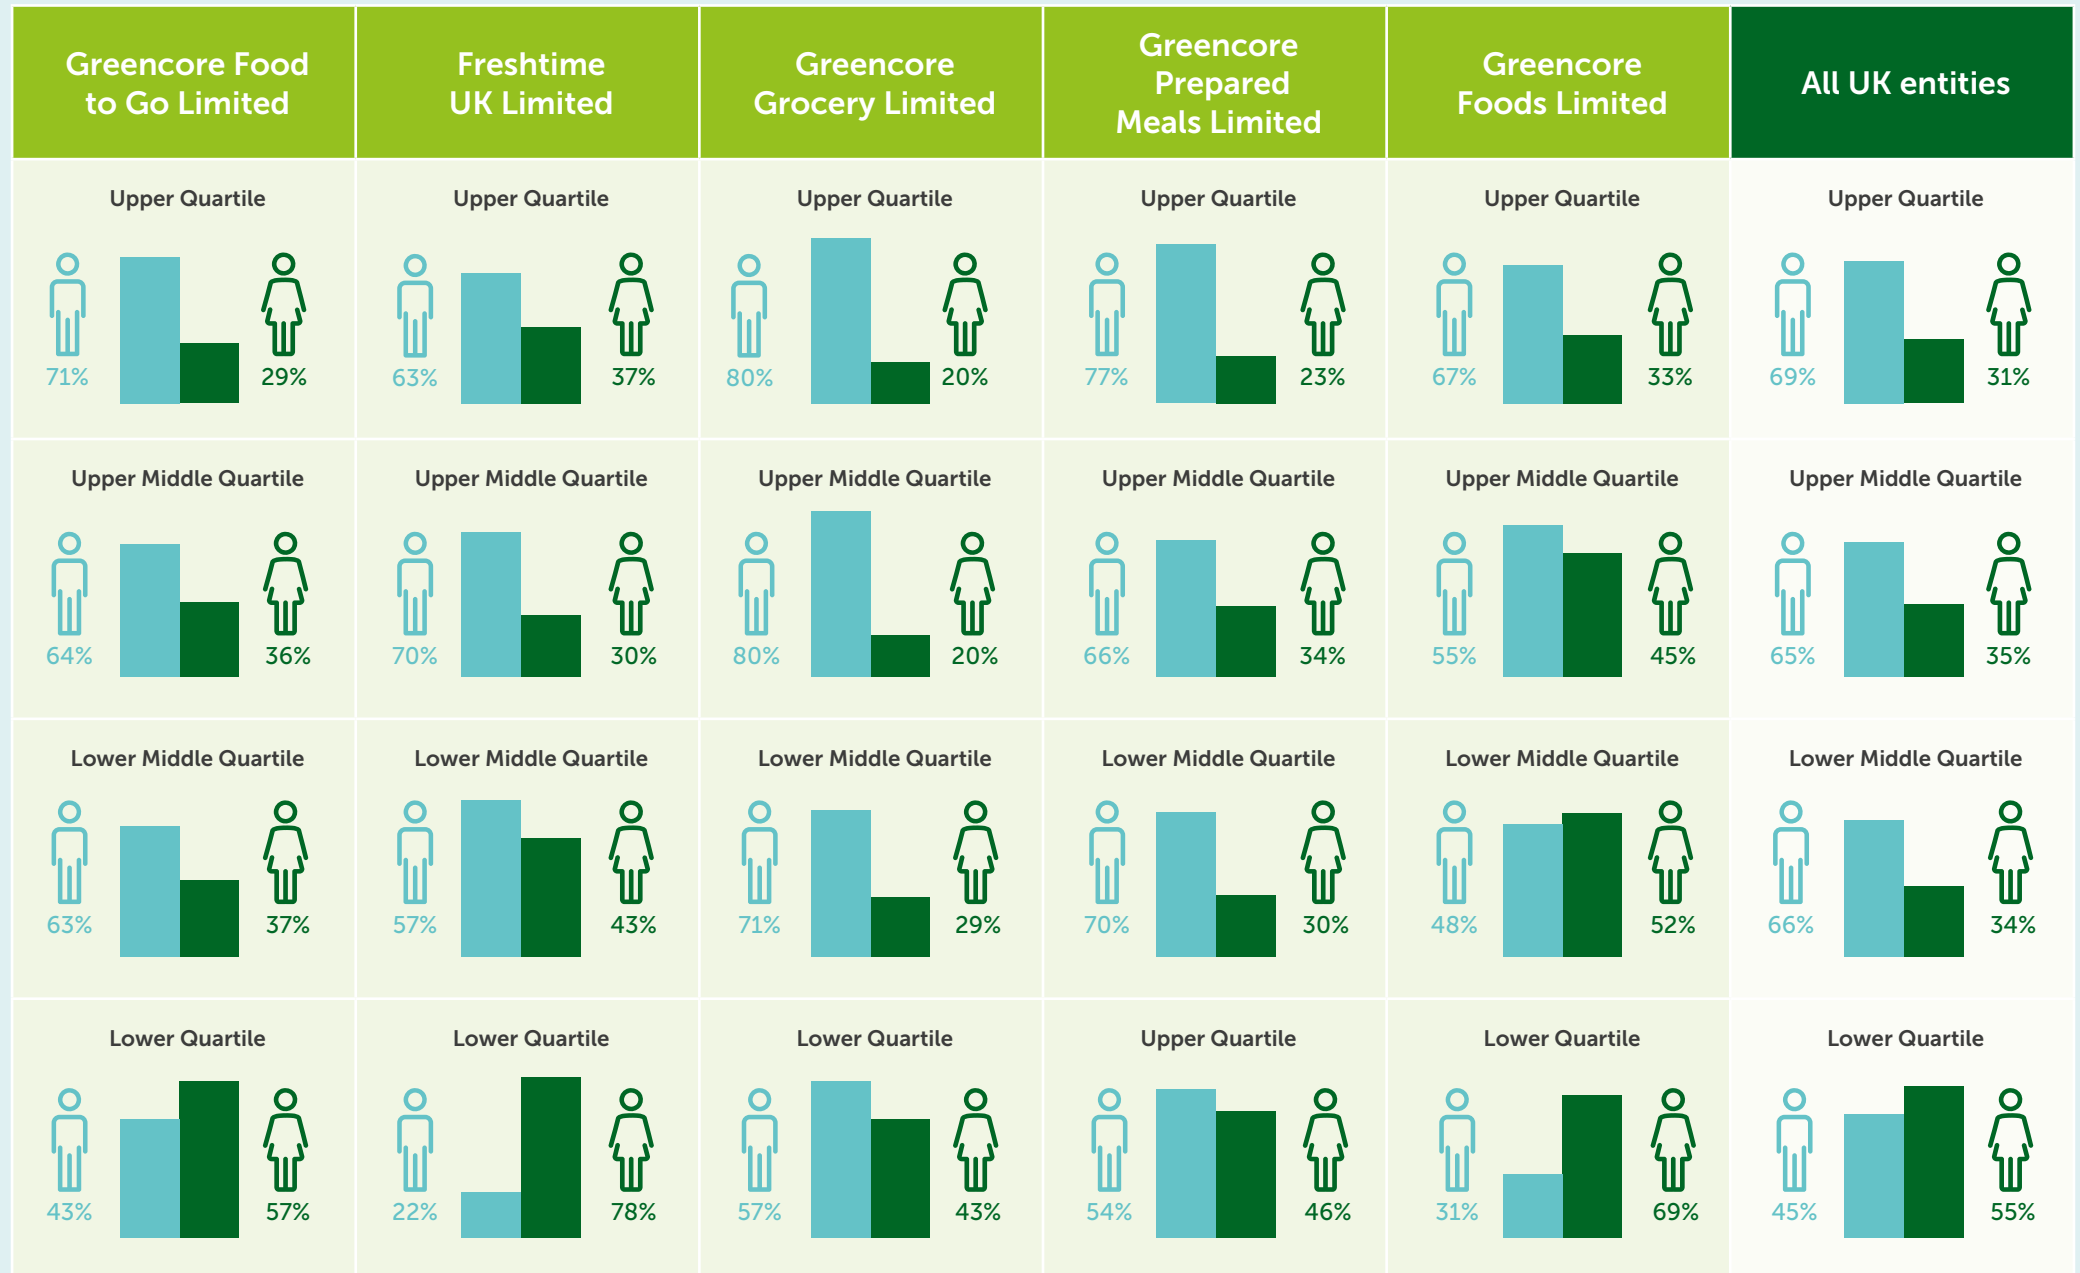 Greencore Food
to Go Limited
Freshtime
UK Limited
Greencore
Grocery Limited
Greencore
Prepared
Meals Limited
Greencore
Foods Limited
All UK entities
Upper Quartile
71%
29%
Upper Quartile
63%
37%
Upper Quartile
80%
20%
Upper Quartile
77%
23%
Upper Quartile
67%
33%
Upper Quartile
69%
31%
Upper Middle Quartile
64%
36%
Upper Middle Quartile
70%
30%
Upper Middle Quartile
80%
20%
Upper Middle Quartile
66%
34%
Upper Middle Quartile
55%
45%
Upper Middle Quartile
65%
35%
Lower Middle Quartile
63%
37%
Lower Middle Quartile
57%
43%
Lower Middle Quartile
71%
29%
Lower Middle Quartile
70%
30%
Lower Middle Quartile
48%
52%
Lower Middle Quartile
66%
34%
Lower Quartile
43%
57%
Lower Quartile
22%
78%
Lower Quartile
57%
43%
Upper Quartile
54%
46%
Lower Quartile
31%
69%
Lower Quartile
45%
55%